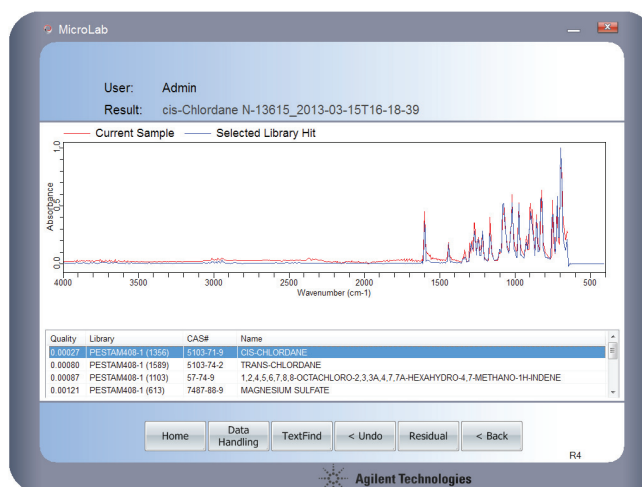 MicroLab
User: Admin
Result: cis-Chlordane N-13615_2013-03-15T16-18-39
Current Sample Selected Library Hit
Absorbance
1.0
0.5
0.0
4000 3500 3000 2500 2000 1500 1000 500
Wavenumber (cm-1)
Quality Library CAS# Name
0.00027 PESTAM408-1 (1356) 5103-71-9 CIS-CHLORDANE
0.00080 PESTAM408-1 (1589) 5103-74-2 TRANS-CHLORDANE
0.00087 PESTAM408-1 (1103) 57-74-9 1,2,4,5,6,7,8,8-OCTACHLORO-2,3,3A,4,7,7A-HEXAHYDRO-4,7-METHANO-1H-INDENE
0.00121 PESTAM408-1 (613) 7487-88-9 MAGNESIUM SULFATE
Home Data Handling TextFind < Undo Residual < Back
R4
Agilent Technologies